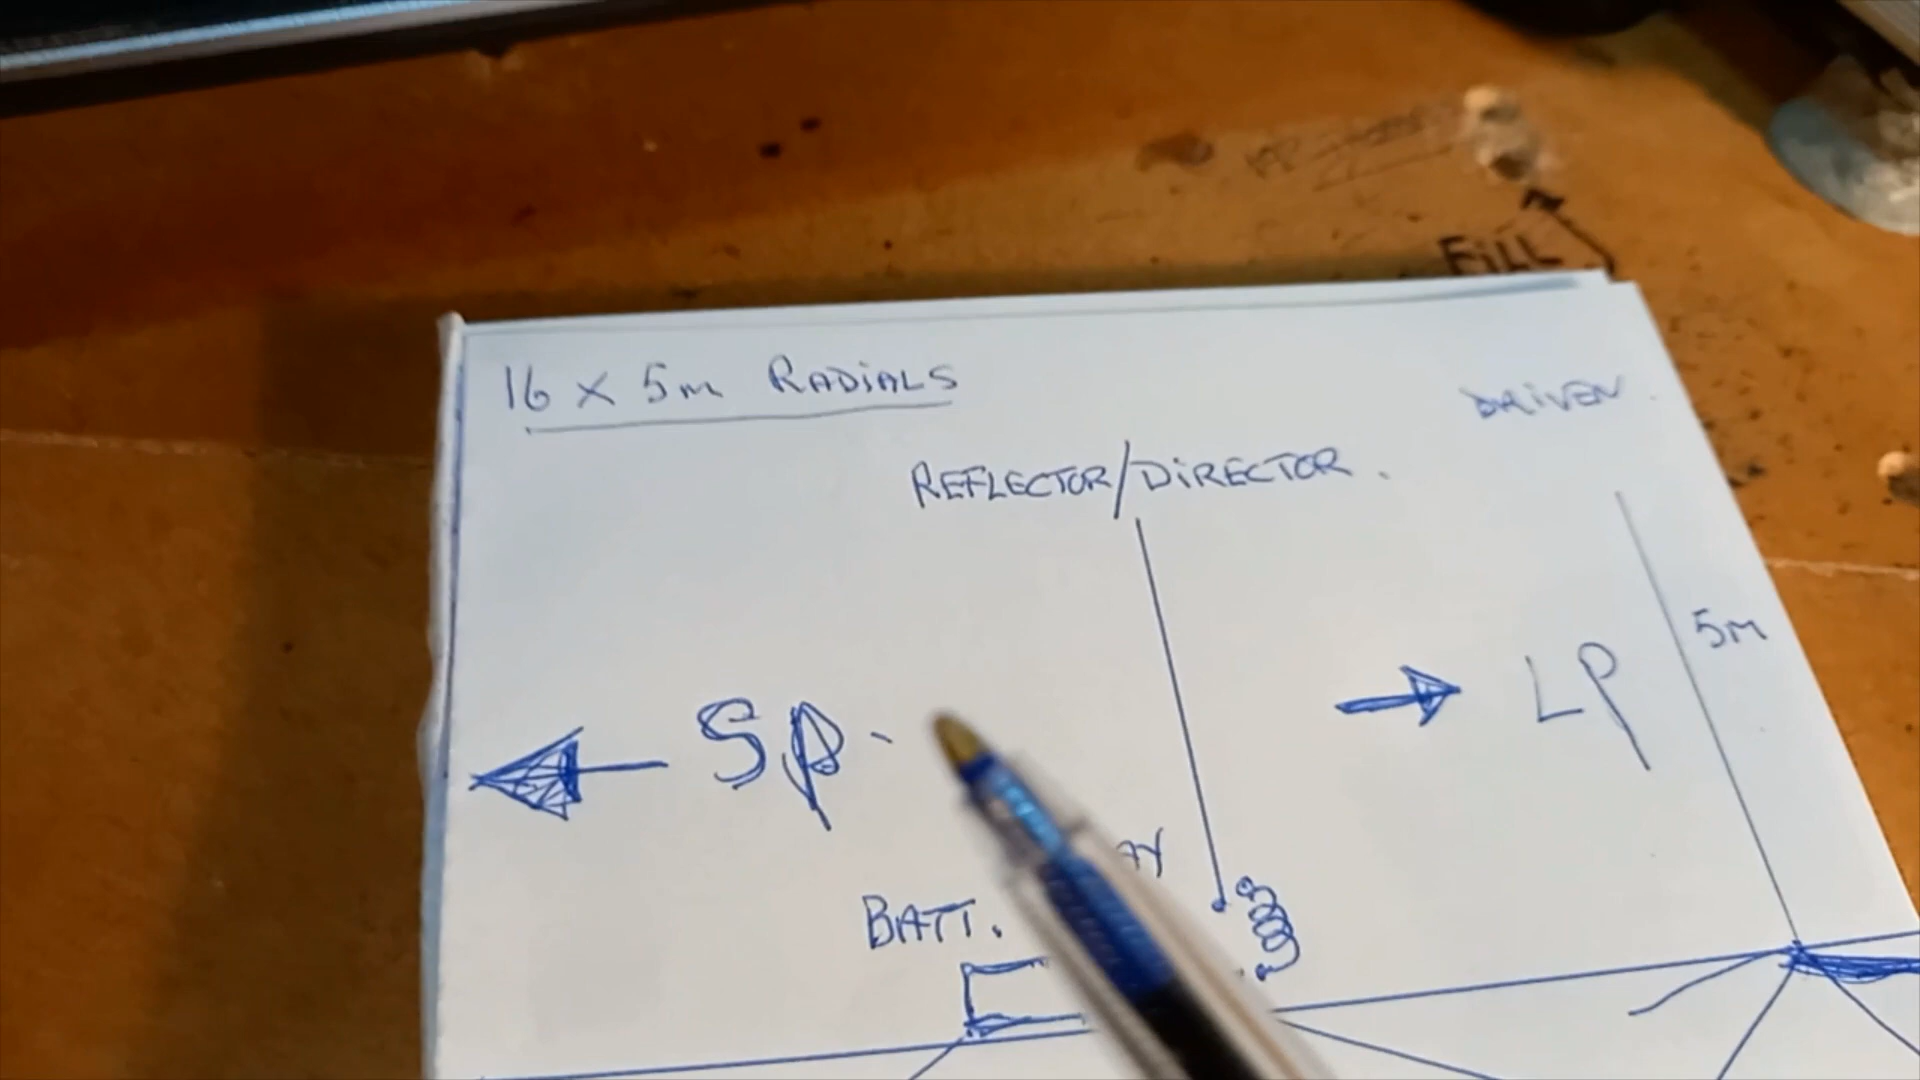 FiLL
16 x 5m RADiALS
DRiVEN.
REFLECTOR/DiRECTOR.
5m
SP.
LP
BATT.